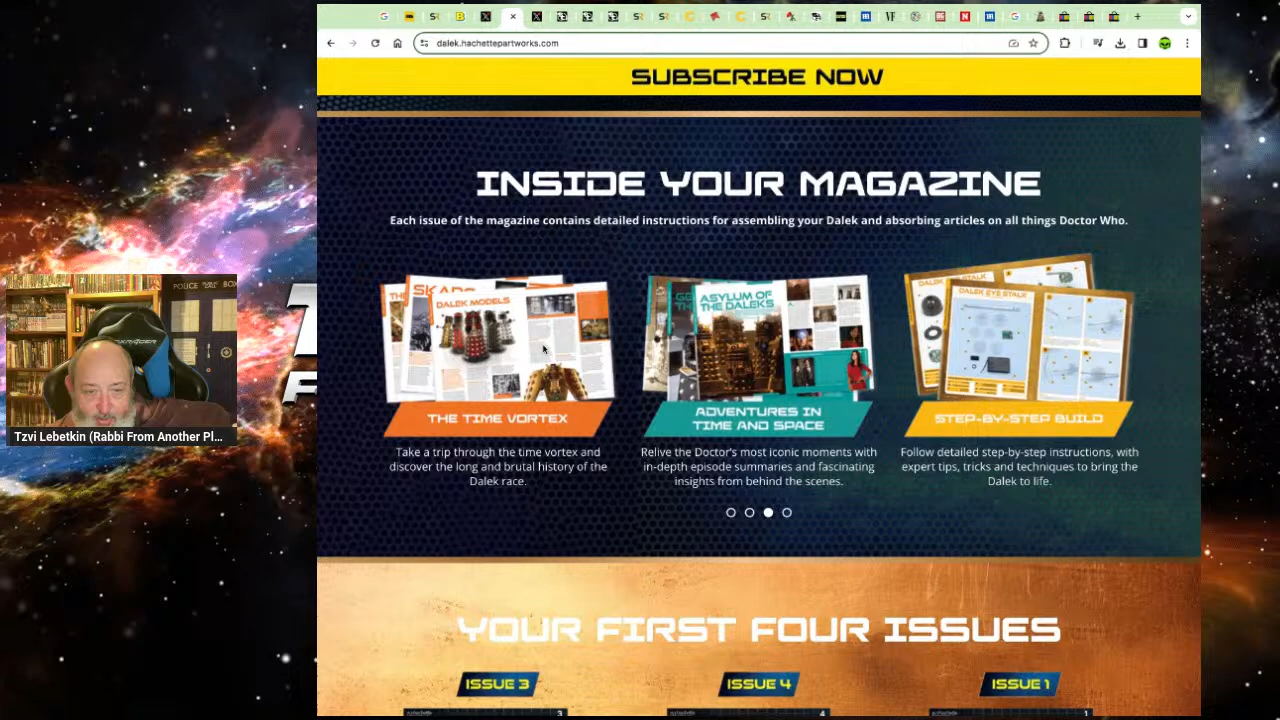 dalek.hachettepartworks.com
SUBSCRIBE NOW
INSIDE YOUR MAGAZINE
Each issue of the magazine contains detailed instructions for assembling your Dalek and absorbing articles on all things Doctor Who.
SKARO
DALEK MODELS
ASYLUM OF
THE DALEKS
DALEK EYE STALK
THE TIME VORTEX
ADVENTURES IN
TIME AND SPACE
STEP-BY-STEP BUILD
Take a trip through the time vortex and
discover the long and brutal history of the
Dalek race.
Relive the Doctor's most iconic moments with
in-depth episode summaries and fascinating
insights from behind the scenes.
Follow detailed step-by-step instructions, with
expert tips, tricks and techniques to bring the
Dalek to life.
POLICE BOX
Tzvi Lebetkin (Rabbi From Another Pl...
YOUR FIRST FOUR ISSUES
ISSUE 3
ISSUE 4
ISSUE 1
3
4
1